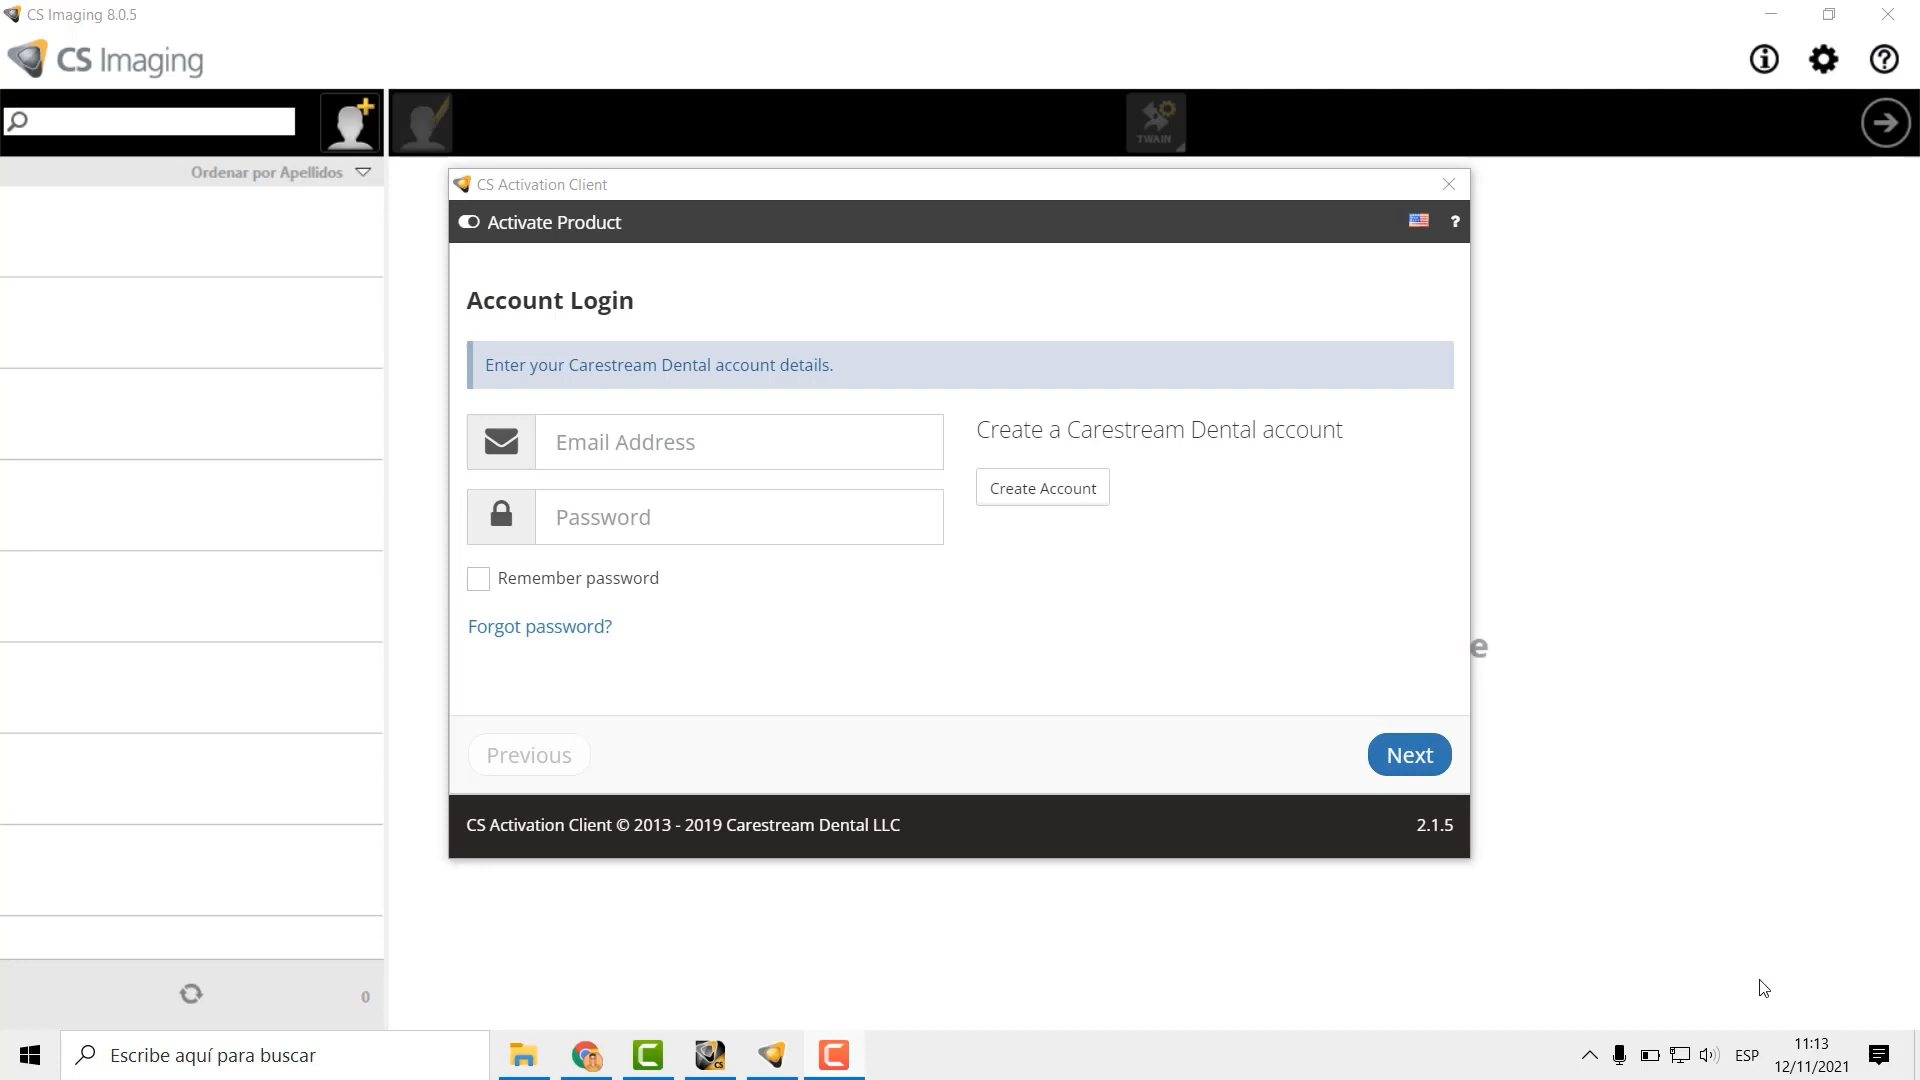 CS Imaging 8.0.5
CS Imaging
TWAIN
Ordenar por Apellidos
CS Activation Client
Activate Product
?
Account Login
Enter your Carestream Dental account details.
Email Address
Create a Carestream Dental account
Create Account
Password
Remember password
Forgot password?
e
Previous
Next
CS Activation Client © 2013 - 2019 Carestream Dental LLC
2.1.5
0
Escribe aquí para buscar
CS
ESP
11:13
12/11/2021